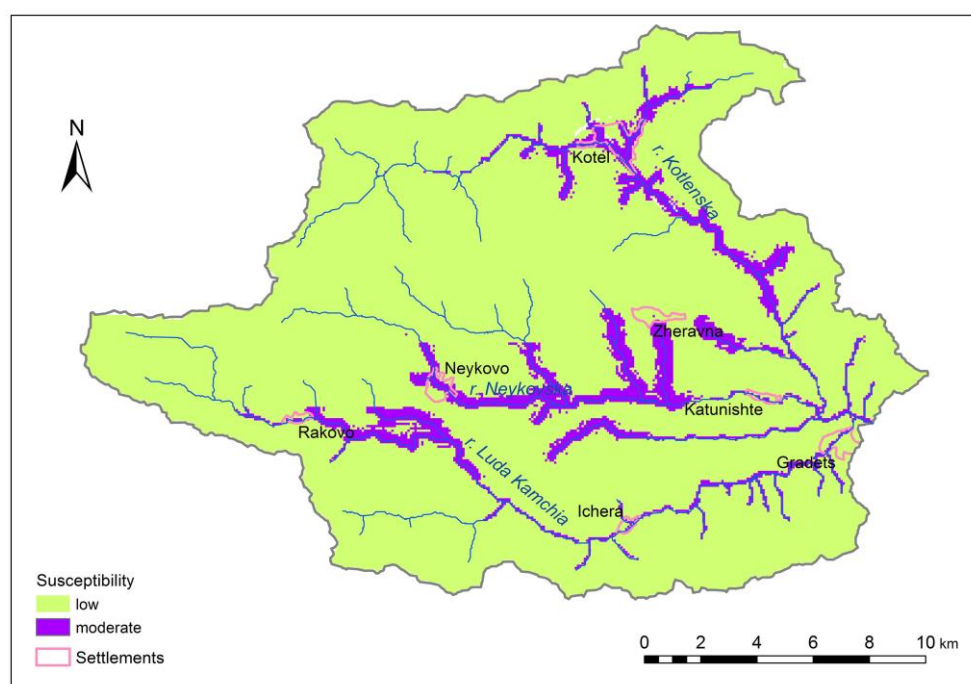 N
Kotel
r. Kotlenska
Zheravna
Neykovo
r. Neykovska
Katunishte
Rakovo
r. Luda Kamchia
Gradets
Ichera
Susceptibility
low
moderate
Settlements
0 2 4 6 8 10 km